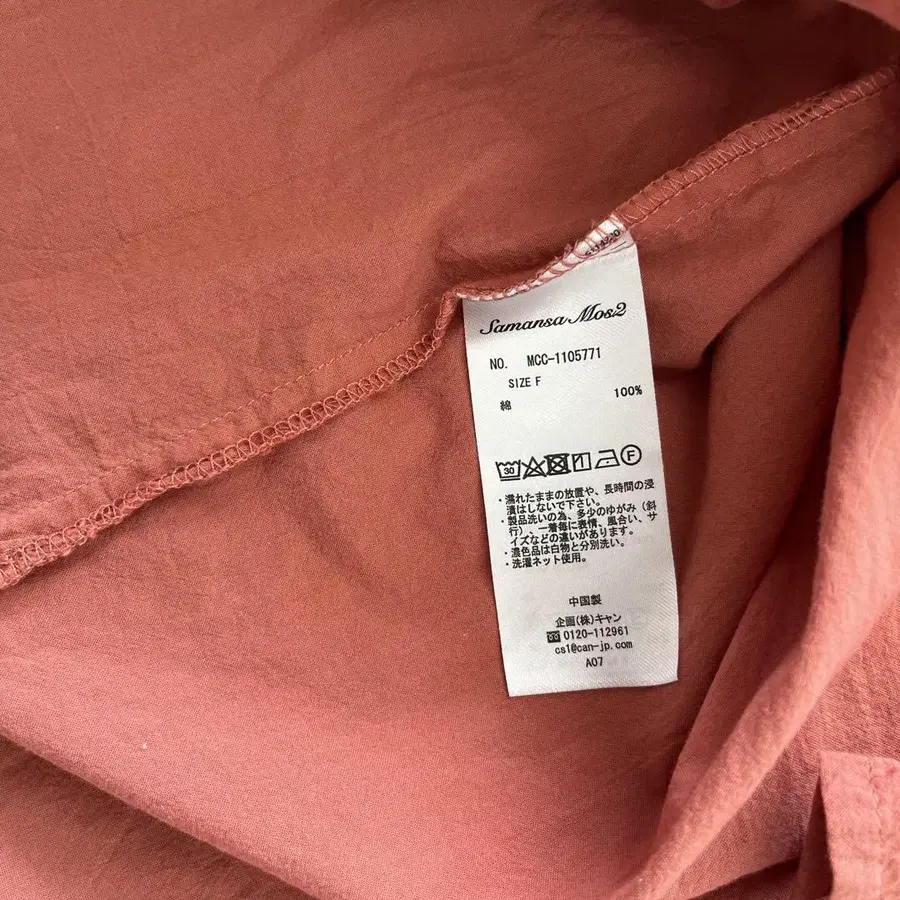 Samansa Mos2
NO. MCC-1105771
SIZE F
綿 100%
30 F
・濡れたままの放置や、長時間の浸
漬はしないで下さい。
・製品洗いの為、多少のゆがみ（斜
行）、一着毎に表情、風合い、サ
イズなどの違いがあります。
・濃色品は白物と分別洗い。
・洗濯ネット使用。
中国製
企画(株)キャン
0120-112961
cs1@can-jp.com
A07